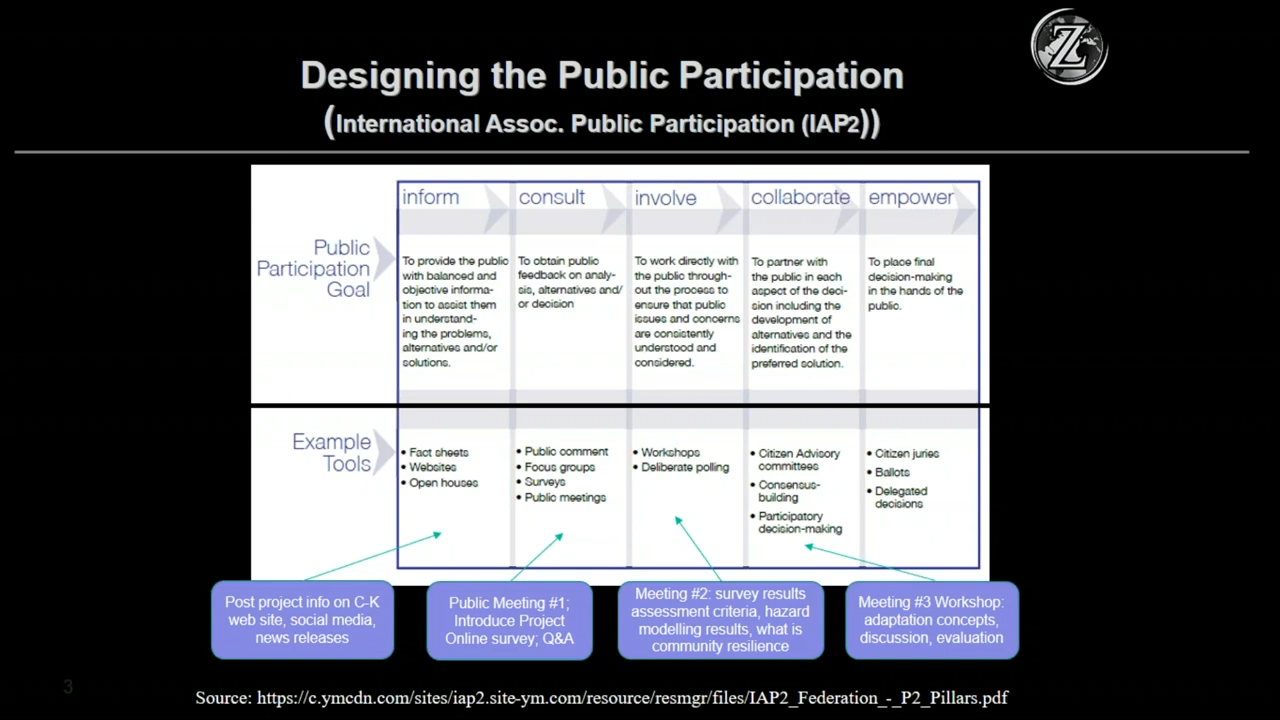 Z
Designing the Public Participation
(International Assoc. Public Participation (IAP2))
inform
consult
involve
collaborate
empower
Public
Participation
Goal
To provide the public
with balanced and
objective informa-
tion to assist them
in understand-
ing the problems,
alternatives and/or
solutions.
To obtain public
feedback on analy-
sis, alternatives and/
or decision
To work directly with
the public through-
out the process to
ensure that public
issues and concerns
are consistently
understood and
considered.
To partner with
the public in each
aspect of the deci-
sion including the
development of
alternatives and the
identification of the
preferred solution.
To place final
decision-making
in the hands of the
public.
Example
Tools
• Fact sheets
• Websites
• Open houses
• Public comment
• Focus groups
• Surveys
• Public meetings
• Workshops
• Deliberate polling
• Citizen Advisory
committees
• Consensus-
building
• Participatory
decision-making
• Citizen juries
• Ballots
• Delegated
decisions
Post project info on C-K
web site, social media,
news releases
Public Meeting #1;
Introduce Project
Online survey; Q&A
Meeting #2: survey results
assessment criteria, hazard
modelling results, what is
community resilience
Meeting #3 Workshop:
adaptation concepts,
discussion, evaluation
3
Source: https://c.ymcdn.com/sites/iap2.site-ym.com/resource/resmgr/files/IAP2_Federation_-_P2_Pillars.pdf